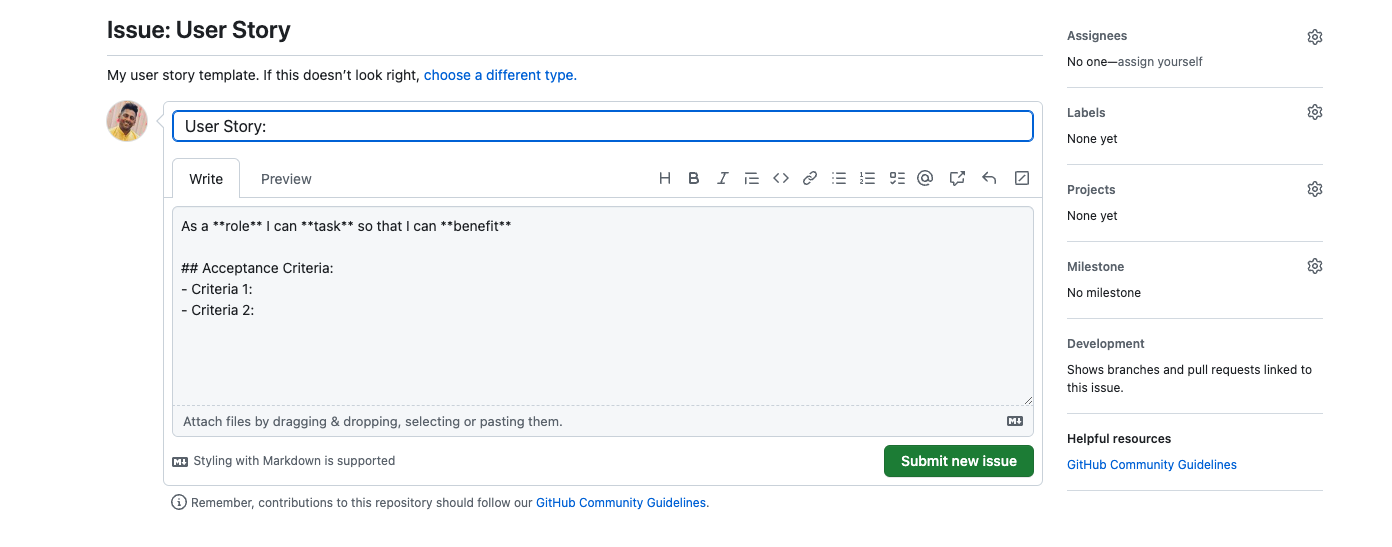 Issue: User Story
My user story template. If this doesn’t look right, choose a different type.
User Story:
Write Preview
As a **role** I can **task** so that I can **benefit**
## Acceptance Criteria:
- Criteria 1:
- Criteria 2:
Attach files by dragging & dropping, selecting or pasting them.
Styling with Markdown is supported
Submit new issue
Remember, contributions to this repository should follow our GitHub Community Guidelines.
Assignees
No one—assign yourself
Labels
None yet
Projects
None yet
Milestone
No milestone
Development
Shows branches and pull requests linked to
this issue.
Helpful resources
GitHub Community Guidelines